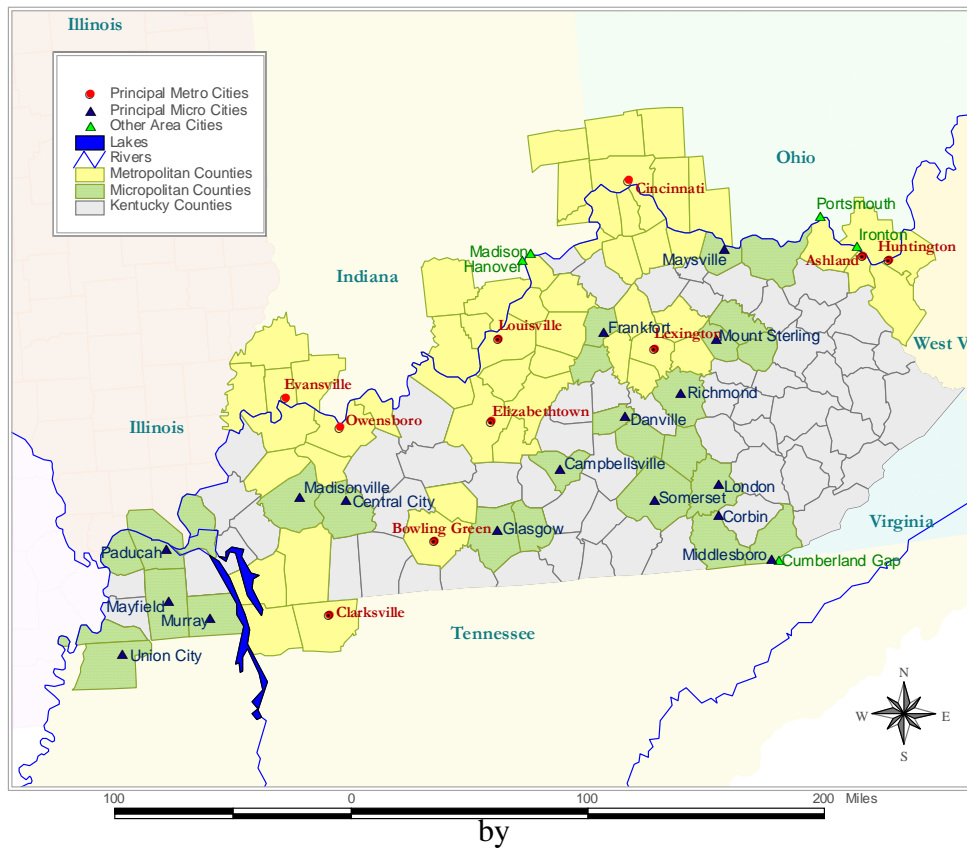 Illinois
Principal Metro Cities
Principal Micro Cities
Other Area Cities
Lakes
Rivers
Metropolitan Counties
Micropolitan Counties
Kentucky Counties
Ohio
Cincinnati
Portsmouth
Ironton
Huntington
Ashland
Maysville
Madison
Hanover
Indiana
Louisville
Frankfort
Lexington
Mount Sterling
West V
Evansville
Richmond
Illinois
Owensboro
Elizabethtown
Danville
Campbellsville
Madisonville
Central City
London
Somerset
Bowling Green
Glasgow
Corbin
Virginia
Paducah
Middlesboro
Cumberland Gap
Mayfield
Murray
Clarksville
Tennessee
Union City
N
W E
S
100 0 100 200 Miles
by